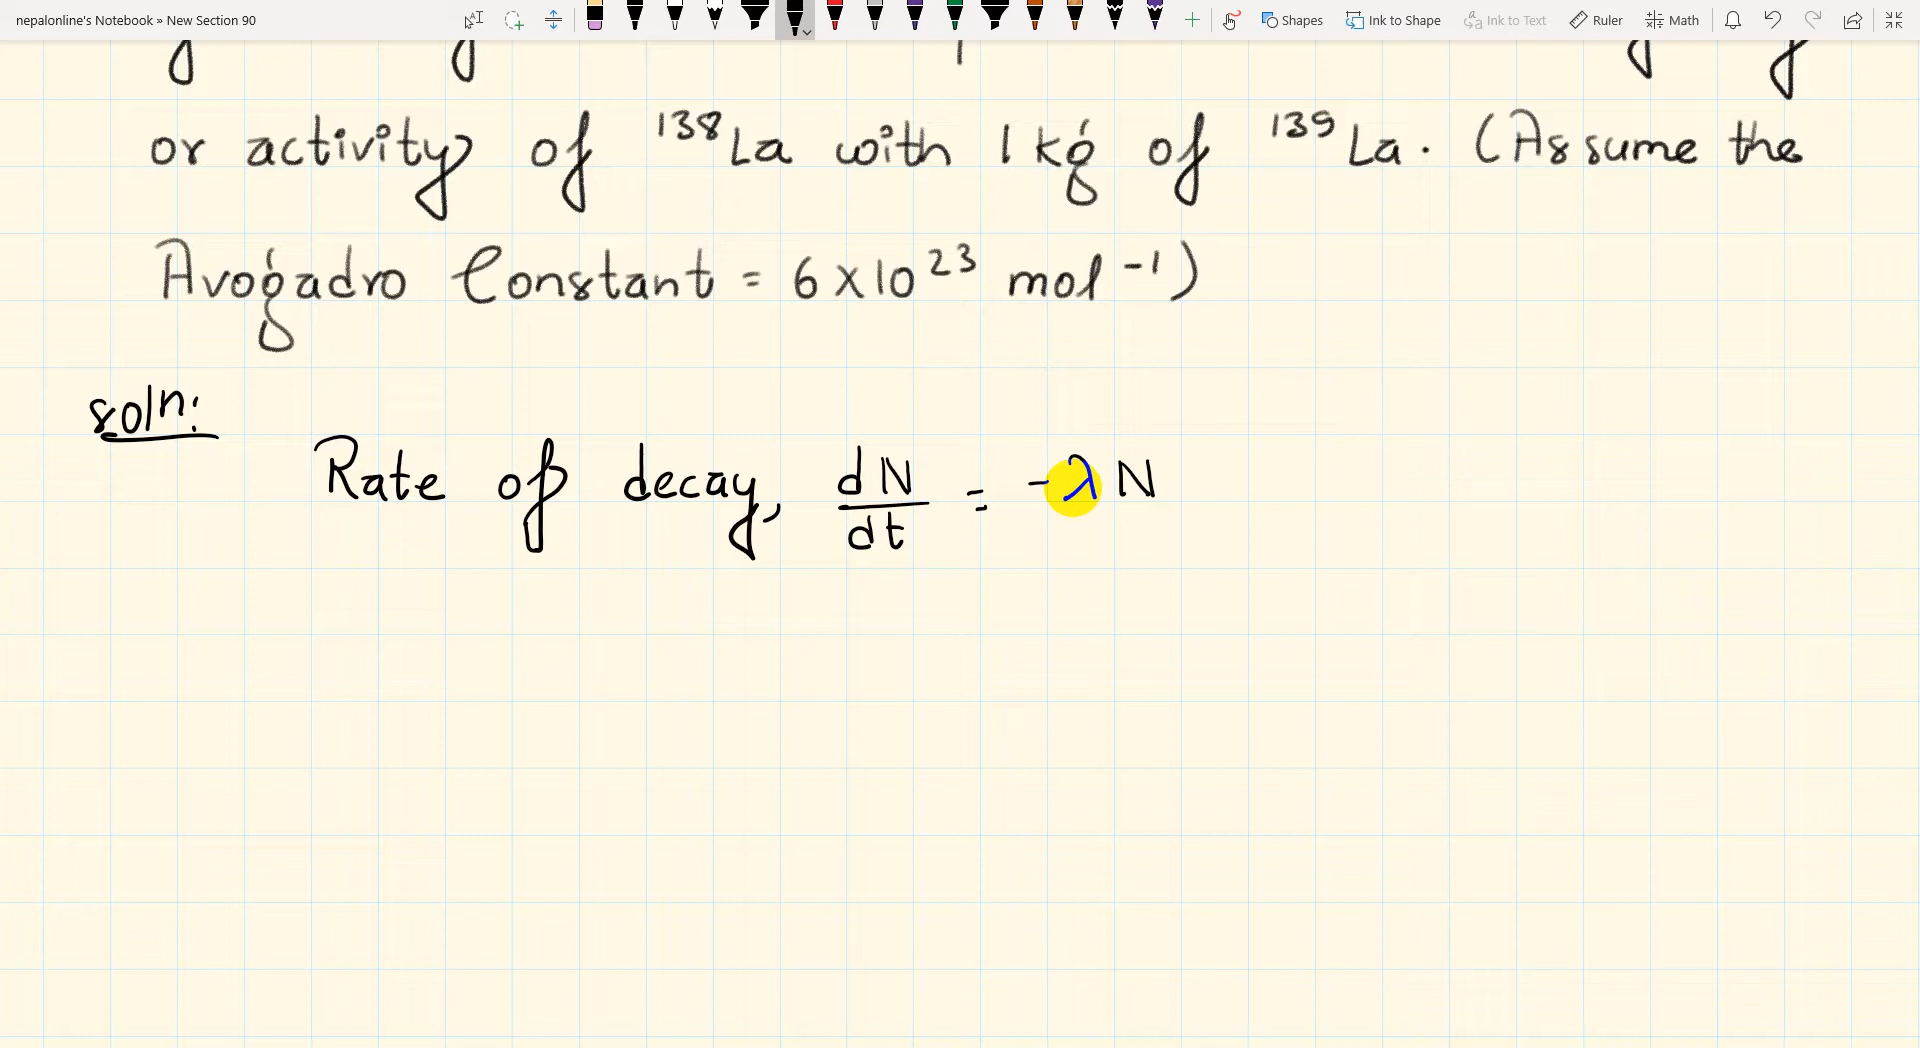 nepalonline's Notebook » New Section 90
Shapes Ink to Shape Ink to Text Ruler Math
or activity of ¹³⁸La with 1 kg of ¹³⁹La. (Assume the
Avogadro Constant = 6 × 10²³ mol⁻¹)
soln:
Rate of decay, dN/dt = -λN